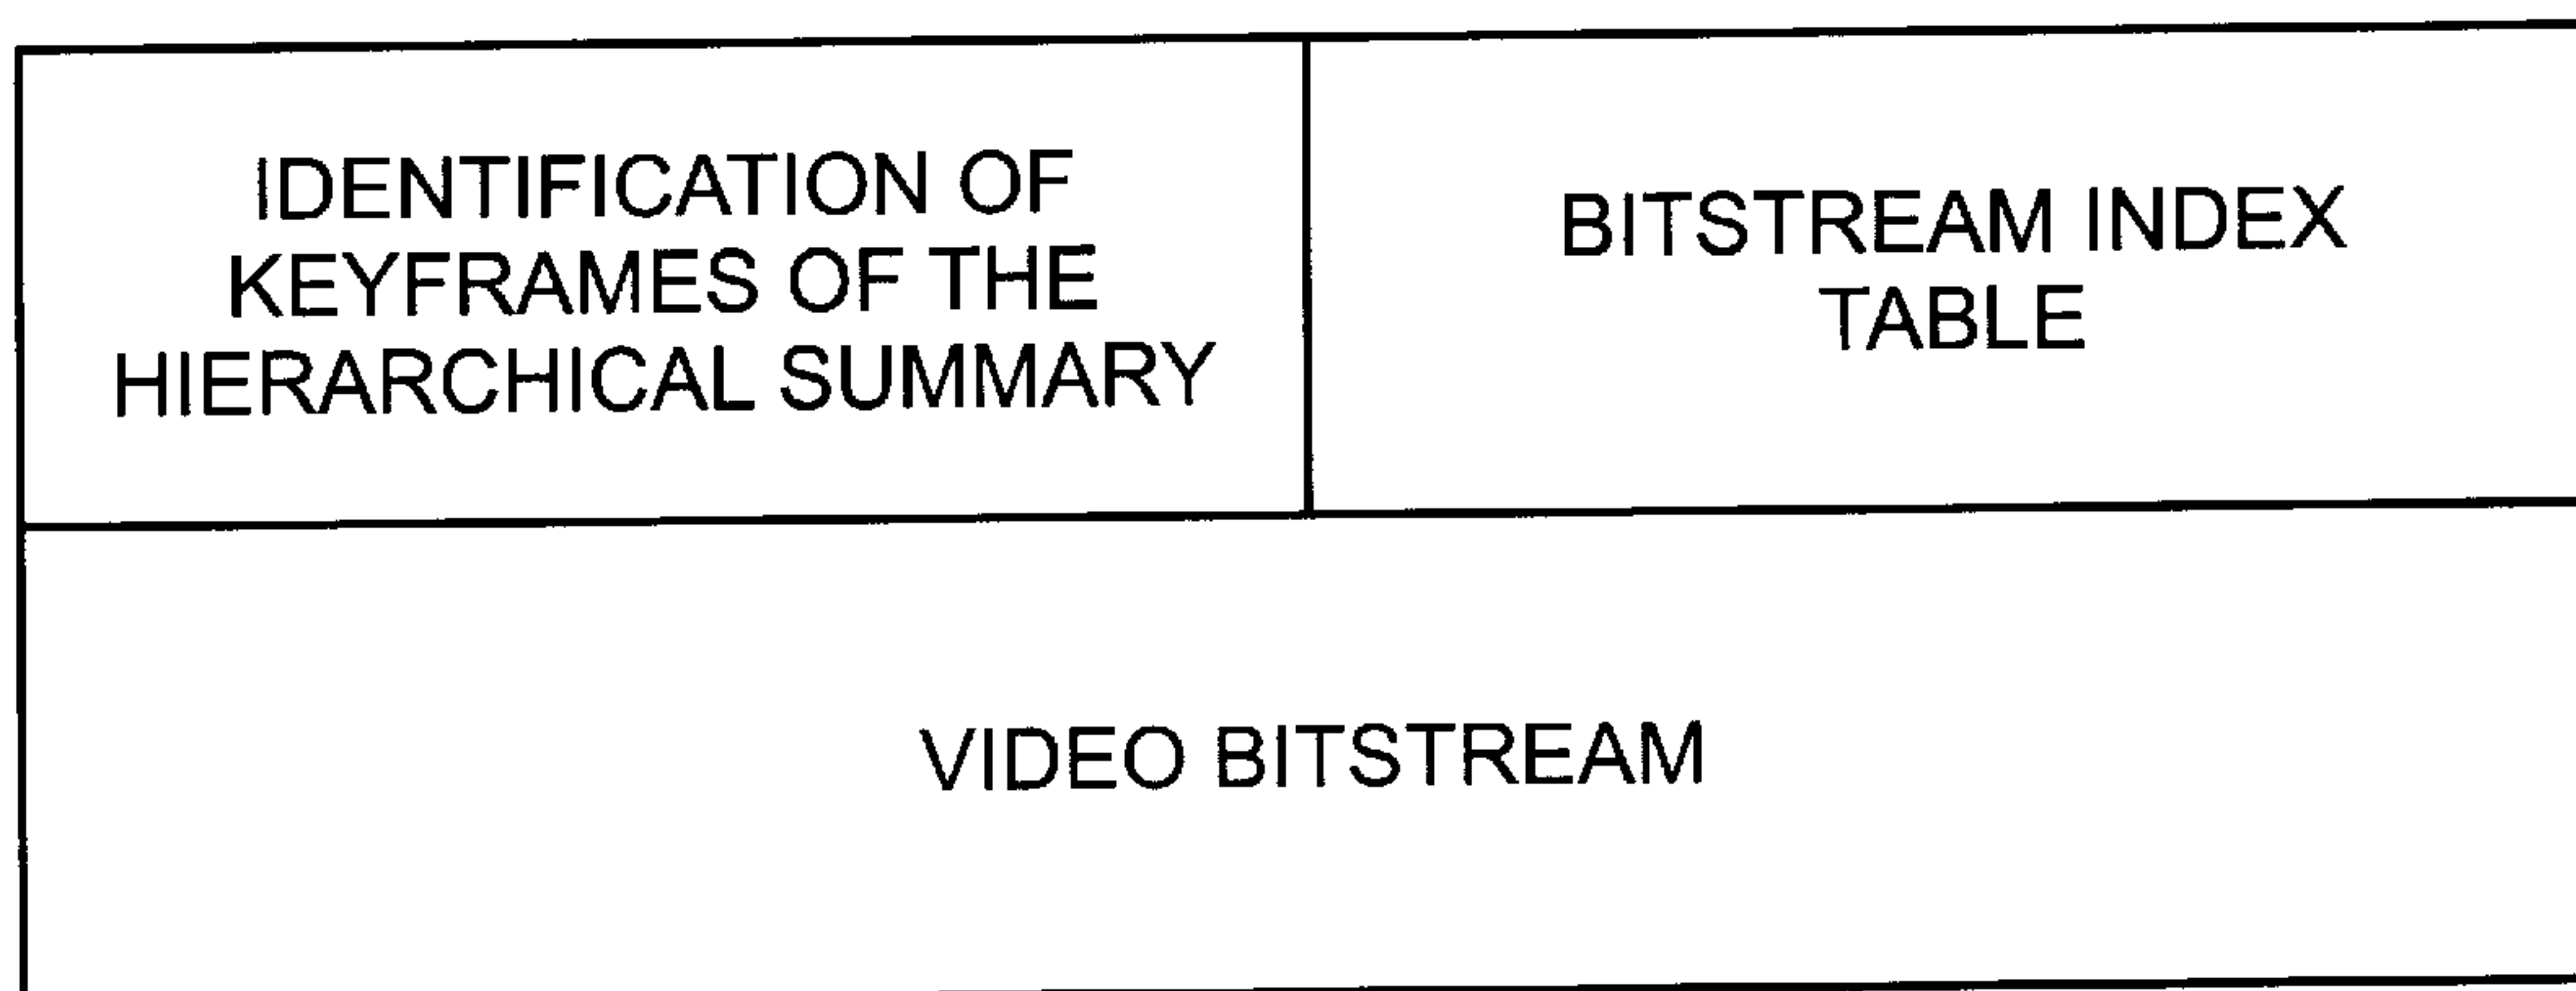 IDENTIFICATION OF
KEYFRAMES OF THE
HIERARCHICAL SUMMARY
BITSTREAM INDEX
TABLE
VIDEO BITSTREAM